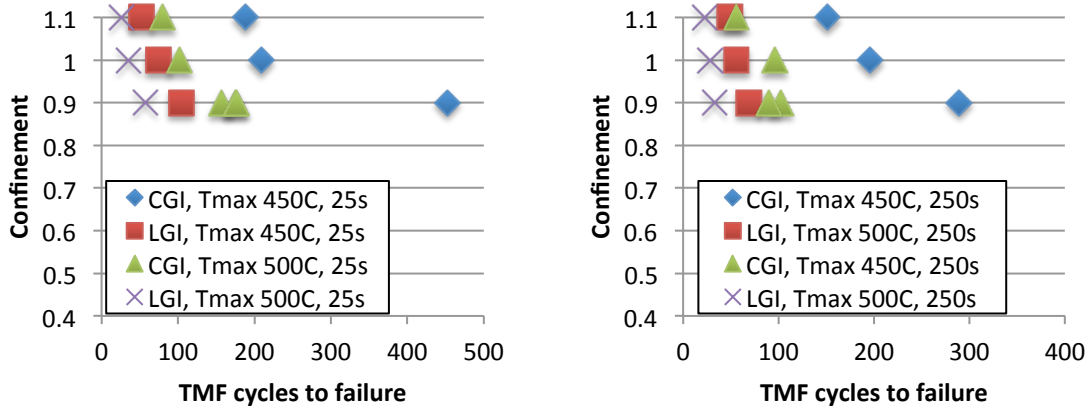 1.1
1
0.9
0.8
0.7
0.6
0.5
0.4
Confinement
CGI, Tmax 450C, 25s
LGI, Tmax 450C, 25s
CGI, Tmax 500C, 25s
LGI, Tmax 500C, 25s
0 100 200 300 400 500
TMF cycles to failure
1.1
1
0.9
0.8
0.7
0.6
0.5
0.4
Confinement
CGI, Tmax 450C, 250s
LGI, Tmax 500C, 250s
CGI, Tmax 450C, 250s
LGI, Tmax 500C, 250s
0 100 200 300 400
TMF cycles to failure